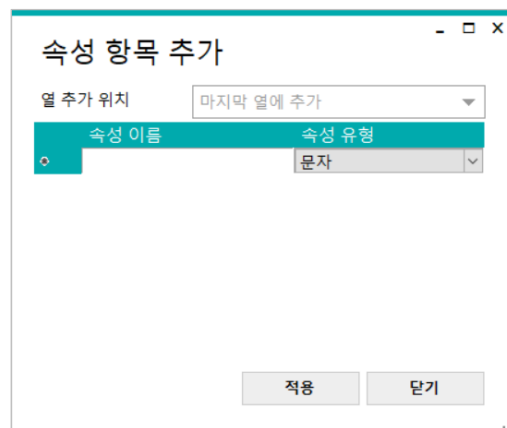 속성 항목 추가
열 추가 위치 마지막 열에 추가
속성 이름 속성 유형
문자
적용 닫기